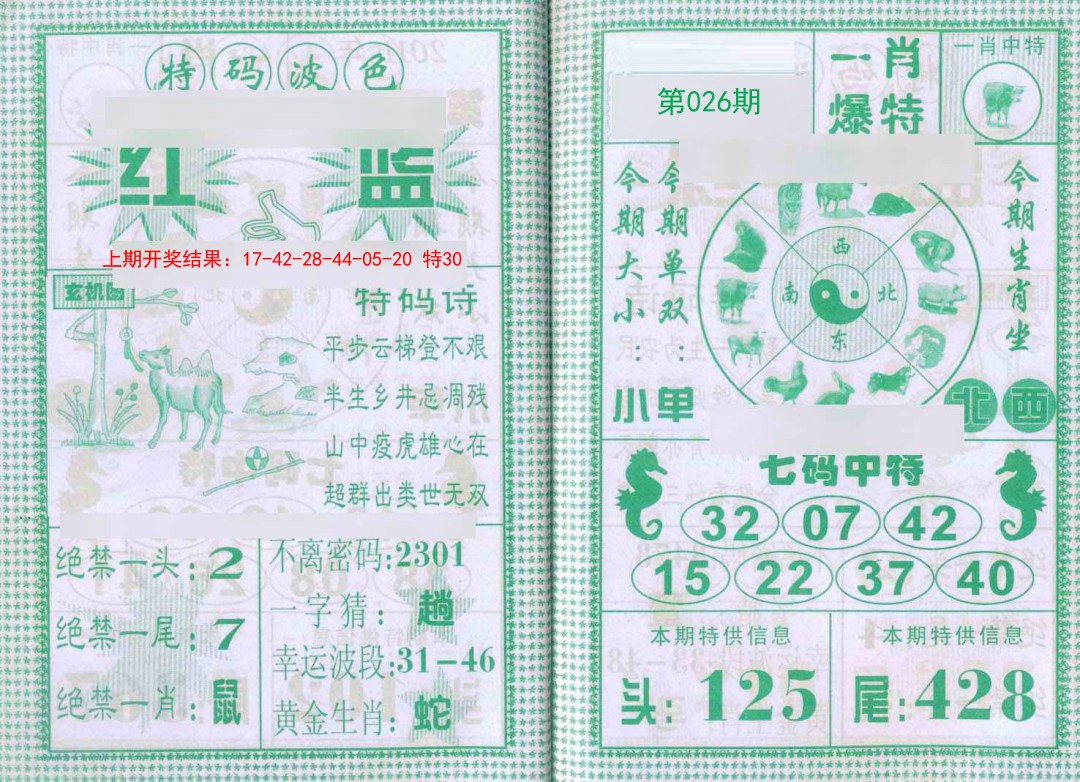 特码波色
红 蓝
上期开奖结果: 17-42-28-44-05-20 特30
玄机图
特码诗
平步云梯登不艰
半生乡井忌凋残
山中疫虎雄心在
超群出类世无双
绝禁一头:2
绝禁一尾:7
绝禁一肖:鼠
不离密码:2301
一字猜: 趟
幸运波段:31-46
黄金生肖:蛇
第026期
一肖
爆特
一肖中特
今期大小:小
今期单双:单
西
南 北
东
今期生肖坐
北西
七码中特
32 07 42
15 22 37 40
本期特供信息
头:125
本期特供信息
尾:428